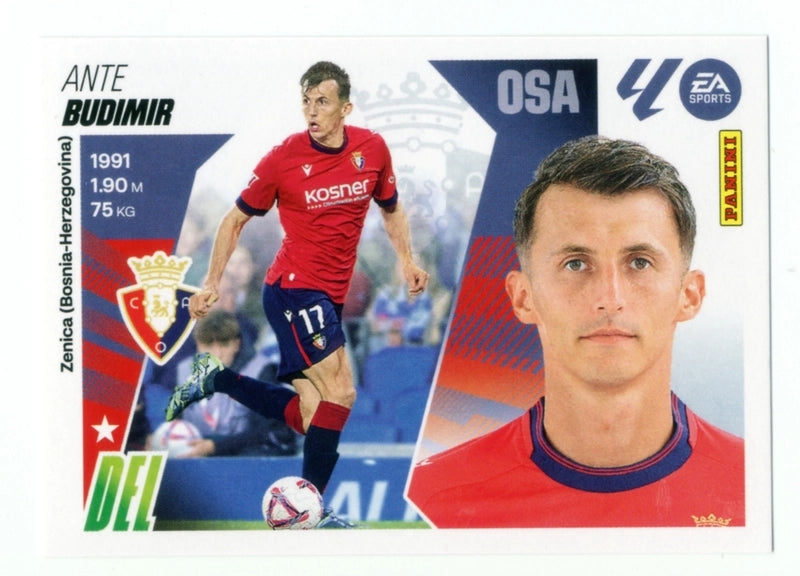 ANTE
BUDIMIR
1991
1.90 M
75 KG
Zenica (Bosnia-Herzegovina)
OSA
EA
SPORTS
PANINI
kosner
17
C A
O
DEL